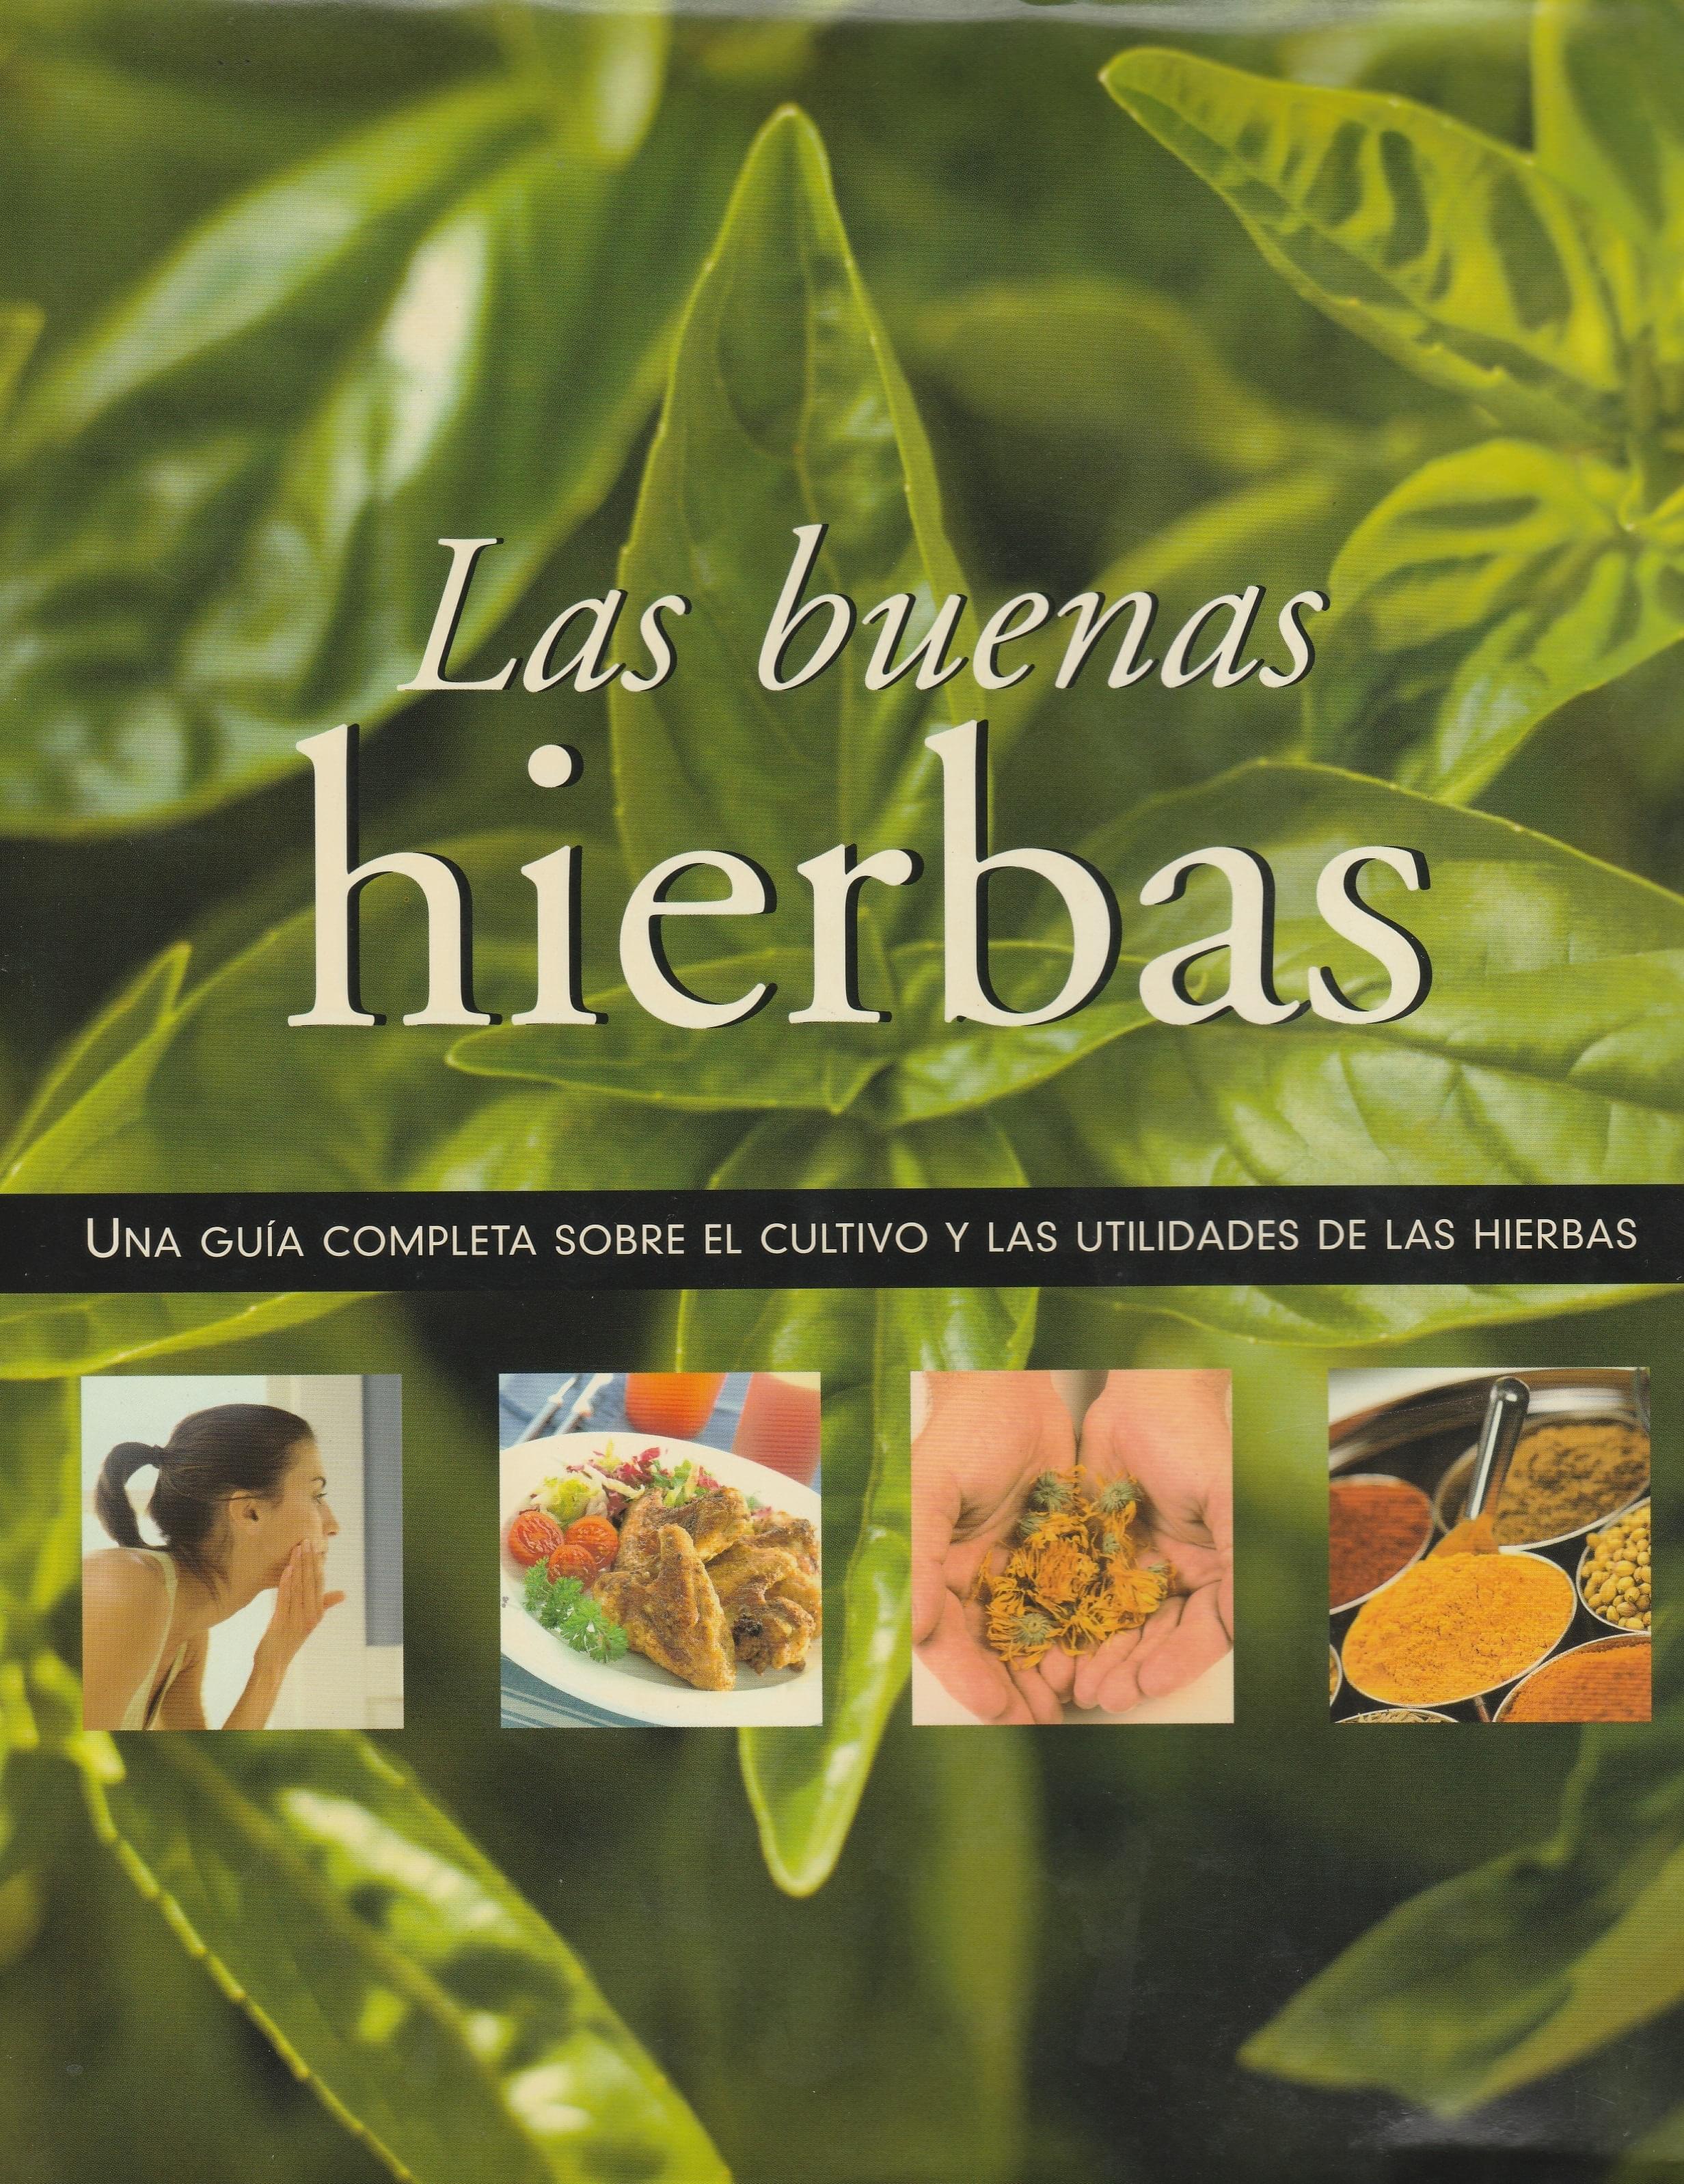 Las buenas
hierbas
UNA GUÍA COMPLETA SOBRE EL CULTIVO Y LAS UTILIDADES DE LAS HIERBAS